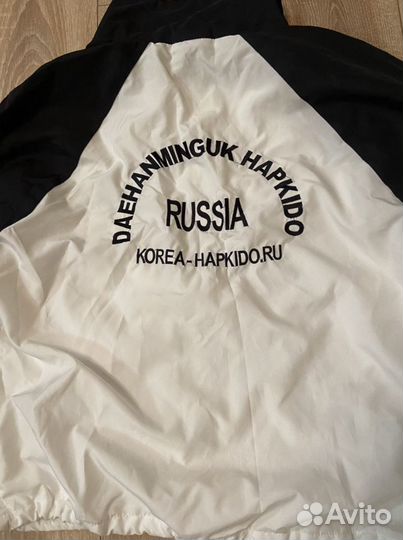 DAEHANMINGUK HAPKIDO
RUSSIA
KOREA-HAPKIDO.RU
Avito